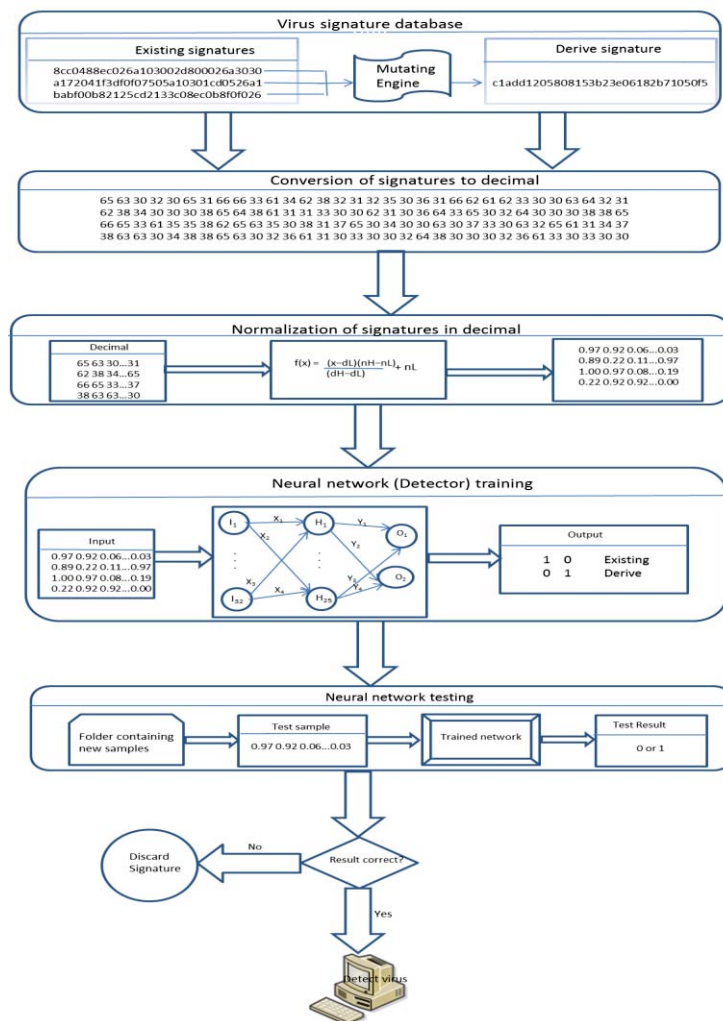 Virus signature database
Existing signatures
8cc0488ec026a103002d800026a3030
a172041f3df0f07505a10301cd0526a1
babf00b82125cd2133c08ec0b8f0f026
Mutating
Engine
Derive signature
c1add1205808153b23e06182b71050f5
Conversion of signatures to decimal
65 63 30 32 30 65 31 66 66 33 61 34 62 38 32 31 32 35 30 36 31 66 62 61 62 33 30 30 63 64 32 31
62 38 34 30 30 30 38 65 64 38 61 31 31 33 30 30 62 31 30 36 64 33 65 30 32 64 30 30 30 38 38 65
66 65 33 61 35 35 38 62 65 63 35 30 38 31 37 65 30 34 30 30 63 30 37 33 30 63 32 65 61 31 34 37
38 63 63 30 34 38 38 65 63 30 32 36 61 31 30 33 30 30 32 64 38 30 30 30 32 36 61 33 30 33 30 30
Normalization of signatures in decimal
Decimal
65 63 30...31
62 38 34...65
66 65 33...37
38 63 63...30
f(x) = (x−dL)(nH−nL) + nL
(dH−dL)
0.97 0.92 0.06...0.03
0.89 0.22 0.11...0.97
1.00 0.97 0.08...0.19
0.22 0.92 0.92...0.00
Neural network (Detector) training
Input
0.97 0.92 0.06...0.03
0.89 0.22 0.11...0.97
1.00 0.97 0.08...0.19
0.22 0.92 0.92...0.00
I1 X1 H1 Y1 O1
X2 Y2
X3 Y3
I32 X4 H25 Y4 O2
Output
1 0 Existing
0 1 Derive
Neural network testing
Folder containing
new samples
Test sample
0.97 0.92 0.06...0.03
Trained network
Test Result
0 or 1
Discard
Signature
No
Result correct?
Yes
Detect virus